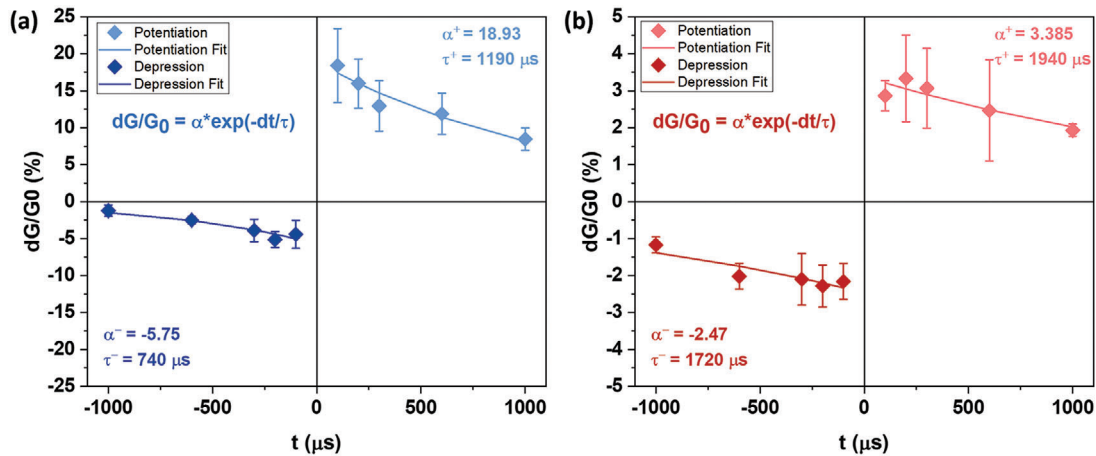 (a)
25
20
15
10
5
0
-5
-10
-15
-20
-25
dG/G0 (%)
Potentiation
Potentiation Fit
Depression
Depression Fit
α⁺ = 18.93
τ⁺ = 1190 μs
dG/G₀ = α*exp(-dt/τ)
α⁻ = -5.75
τ⁻ = 740 μs
-1000
-500
0
500
1000
t (μs)
(b)
5
4
3
2
1
0
-1
-2
-3
-4
-5
dG/G0 (%)
Potentiation
Potentiation Fit
Depression
Depression Fit
α⁺ = 3.385
τ⁺ = 1940 μs
dG/G₀ = α*exp(-dt/τ)
α⁻ = -2.47
τ⁻ = 1720 μs
-1000
-500
0
500
1000
t (μs)